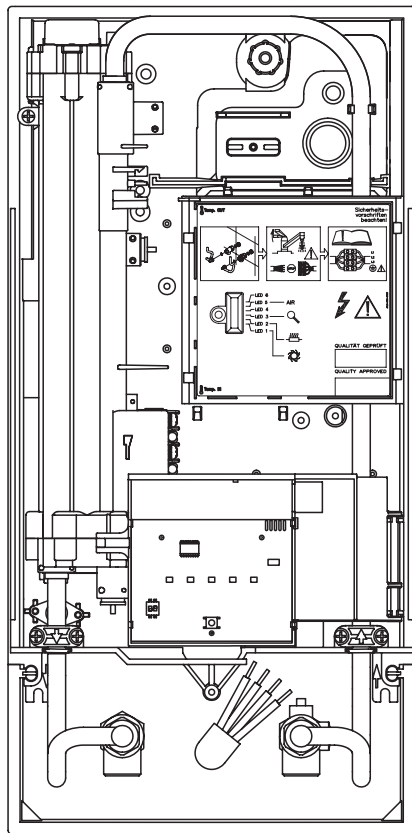 Temp. OUT
Sicherheits-
vorschriften
beachten!
LED 6
LED 5
AIR
LED 4
LED 3
LED 2
LED 1
QUALITÄT GEPRÜFT
QUALITY APPROVED
Temp. IN